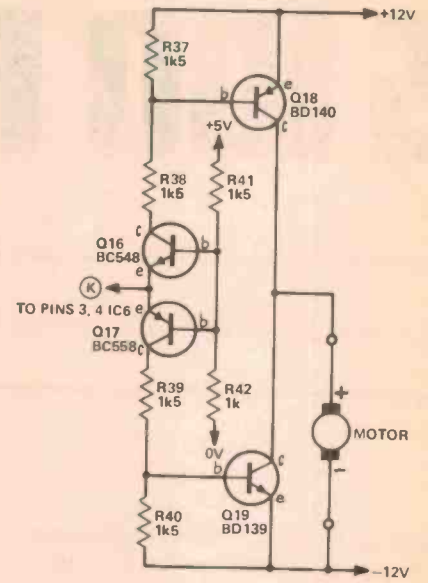 +12V
R37
1k5
e
b
Q18
BD140
c
+5V
R38
1k5
R41
1k5
c
Q16
BC548
b
e
K
TO PINS 3, 4 IC6
e
Q17
BC558
b
c
R39
1k5
R42
1k
0V
+
MOTOR
-
b
c
e
Q19
BD139
R40
1k5
-12V